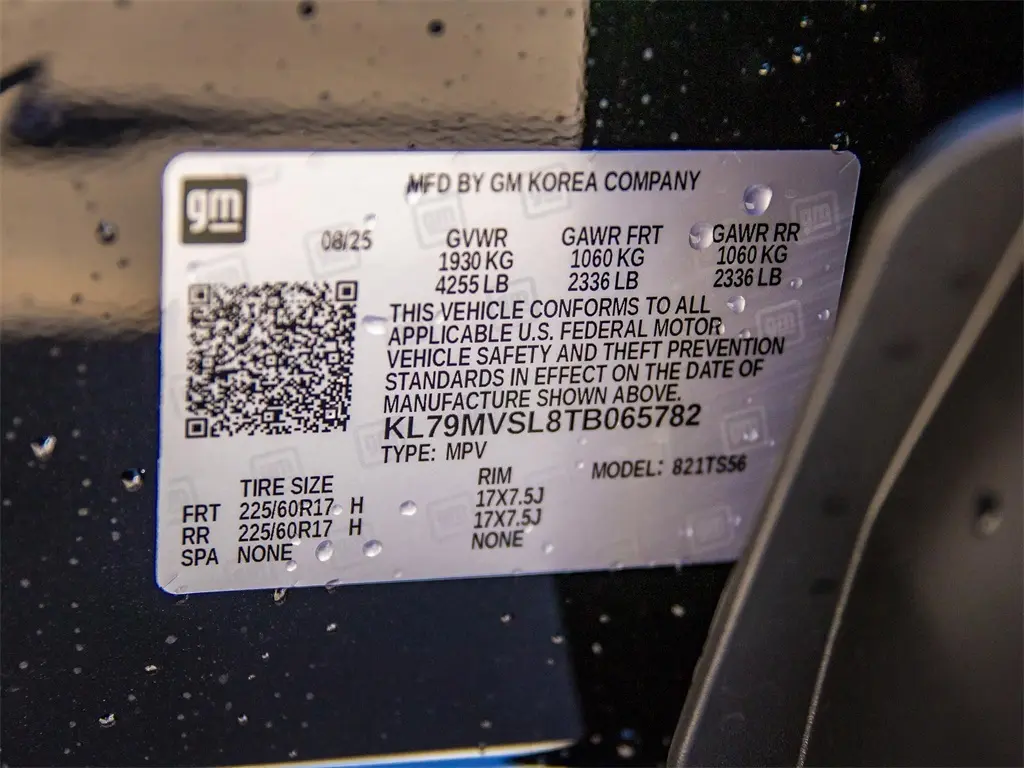 gm
MFD BY GM KOREA COMPANY
08/25
GVWR GAWR FRT GAWR RR
1930 KG 1060 KG 1060 KG
4255 LB 2336 LB 2336 LB
THIS VEHICLE CONFORMS TO ALL
APPLICABLE U.S. FEDERAL MOTOR
VEHICLE SAFETY AND THEFT PREVENTION
STANDARDS IN EFFECT ON THE DATE OF
MANUFACTURE SHOWN ABOVE.
KL79MVSL8TB065782
TYPE: MPV
MODEL: 821TS56
TIRE SIZE RIM
FRT 225/60R17 H 17X7.5J
RR 225/60R17 H 17X7.5J
SPA NONE NONE